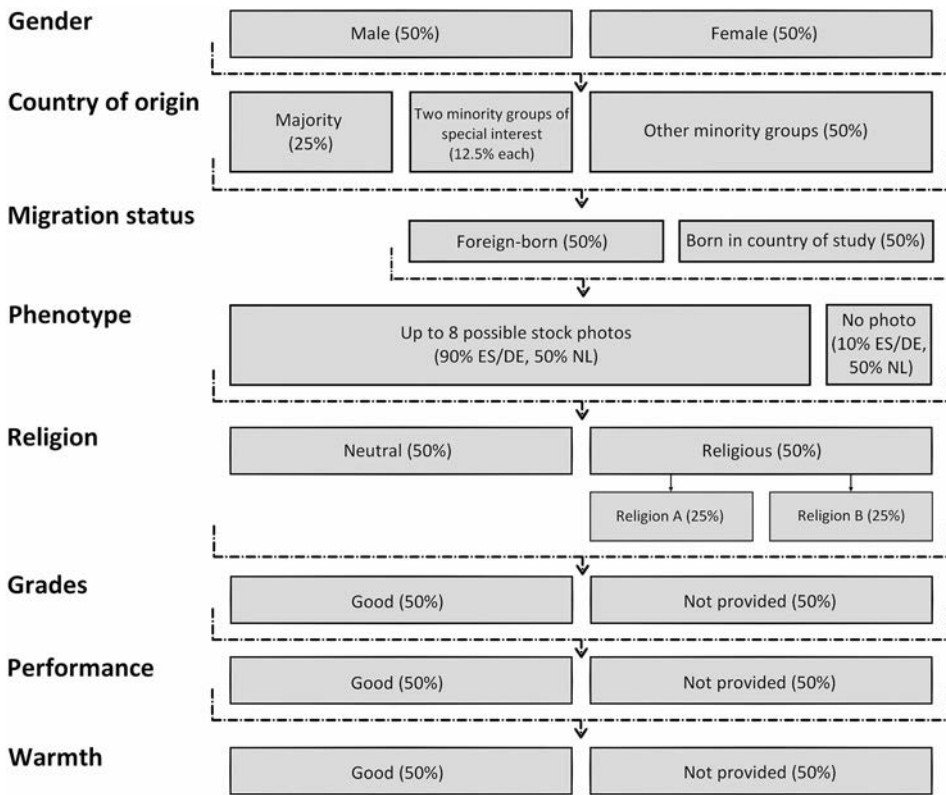 Gender
Male (50%)
Female (50%)
Country of origin
Majority
(25%)
Two minority groups of
special interest
(12.5% each)
Other minority groups (50%)
Migration status
Foreign-born (50%)
Born in country of study (50%)
Phenotype
Up to 8 possible stock photos
(90% ES/DE, 50% NL)
No photo
(10% ES/DE,
50% NL)
Religion
Neutral (50%)
Religious (50%)
Religion A (25%)
Religion B (25%)
Grades
Good (50%)
Not provided (50%)
Performance
Good (50%)
Not provided (50%)
Warmth
Good (50%)
Not provided (50%)